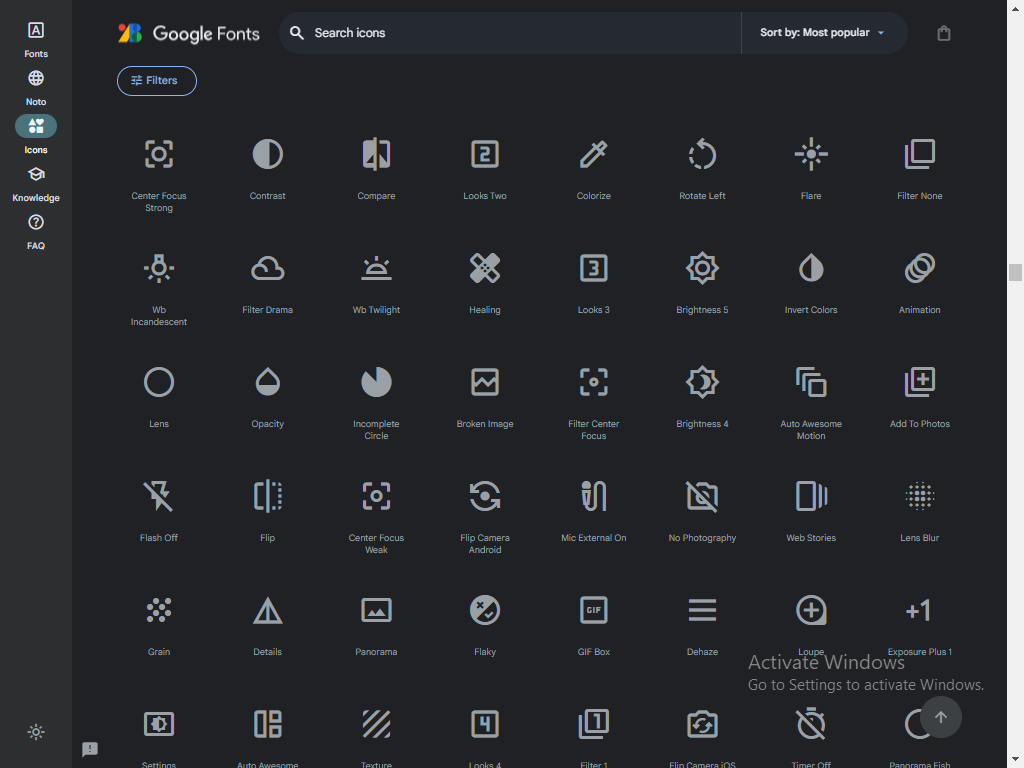 Fonts
Noto
Icons
Knowledge
FAQ
Google Fonts
Search icons
Sort by: Most popular
Filters
Center Focus
Strong
Contrast
Compare
Looks Two
Colorize
Rotate Left
Flare
Filter None
Wb
Incandescent
Filter Drama
Wb Twilight
Healing
Looks 3
Brightness 5
Invert Colors
Animation
Lens
Opacity
Incomplete
Circle
Broken Image
Filter Center
Focus
Brightness 4
Auto Awesome
Motion
Add To Photos
Flash Off
Flip
Center Focus
Weak
Flip Camera
Android
Mic External On
No Photography
Web Stories
Lens Blur
Grain
Details
Panorama
Flaky
GIF
GIF Box
Dehaze
Loupe
+1
Exposure Plus 1
Activate Windows
Go to Settings to activate Windows.
Settings
Auto Awesome
Texture
Looks 4
Filter 1
Flip Camera iOS
Timer Off
Panorama Fish